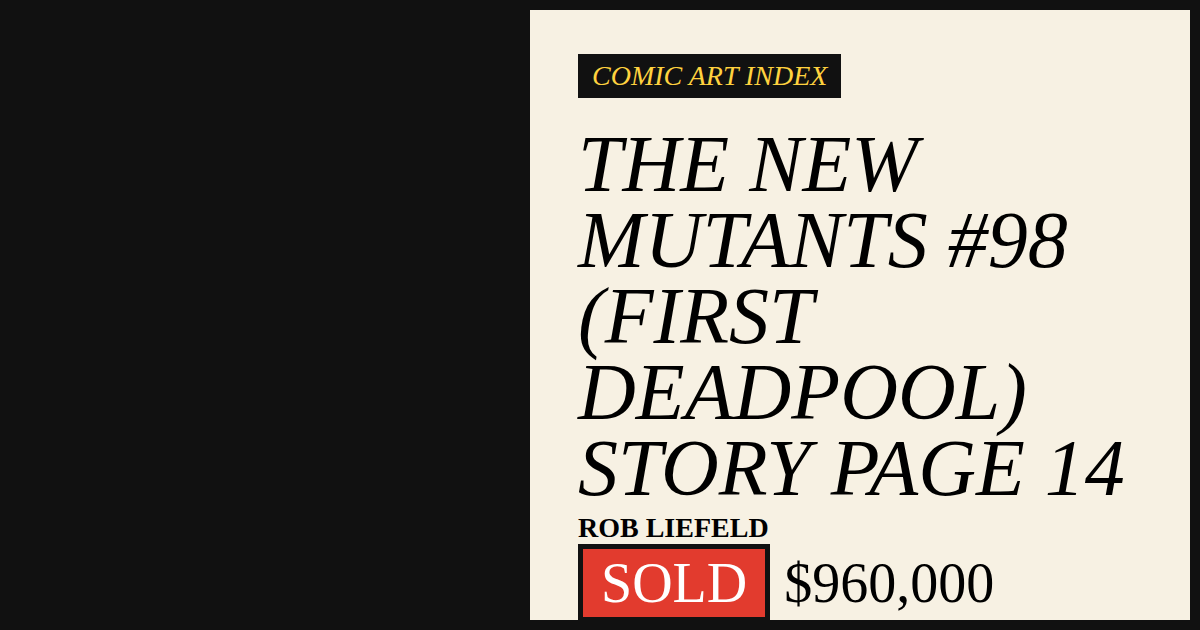 COMIC ART INDEX
THE NEW
MUTANTS #98
(FIRST
DEADPOOL)
STORY PAGE 14
ROB LIEFELD
SOLD $960,000